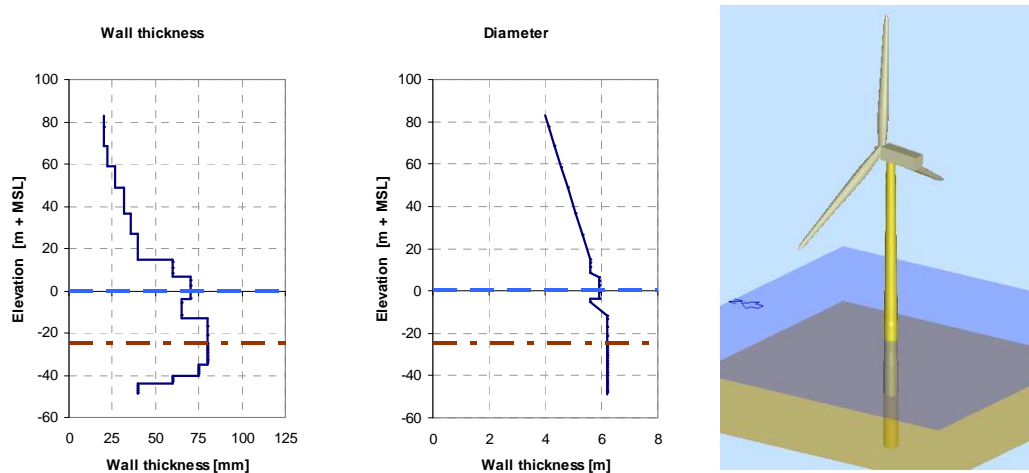 Wall thickness
100
80
60
40
20
0
-20
-40
-60
0 25 50 75 100 125
Elevation [m + MSL]
Wall thickness [mm]
Diameter
100
80
60
40
20
0
-20
-40
-60
0 2 4 6 8
Elevation [m + MSL]
Wall thickness [m]